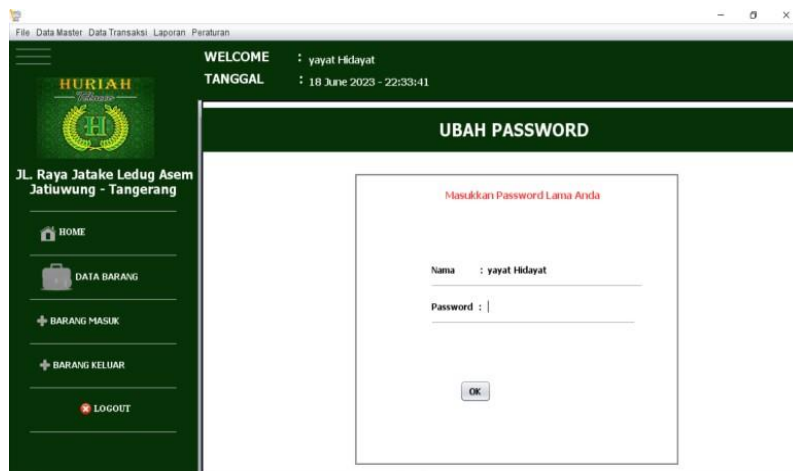 File Data Master Data Transaksi Laporan Peraturan
WELCOME : yayat Hidayat
TANGGAL : 18 June 2023 - 22:33:41
HURIAH
Tobacco
H
JL. Raya Jatake Ledug Asem
Jatiuwung - Tangerang
HOME
DATA BARANG
BARANG MASUK
BARANG KELUAR
LOGOUT
UBAH PASSWORD
Masukkan Password Lama Anda
Nama : yayat Hidayat
Password :
OK